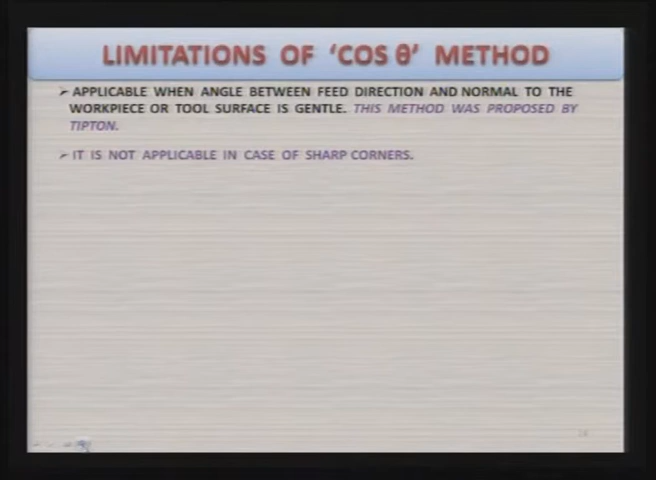 LIMITATIONS OF ‘COS θ’ METHOD
➢ APPLICABLE WHEN ANGLE BETWEEN FEED DIRECTION AND NORMAL TO THE
WORKPIECE OR TOOL SURFACE IS GENTLE. THIS METHOD WAS PROPOSED BY
TIPTON.
➢ IT IS NOT APPLICABLE IN CASE OF SHARP CORNERS.